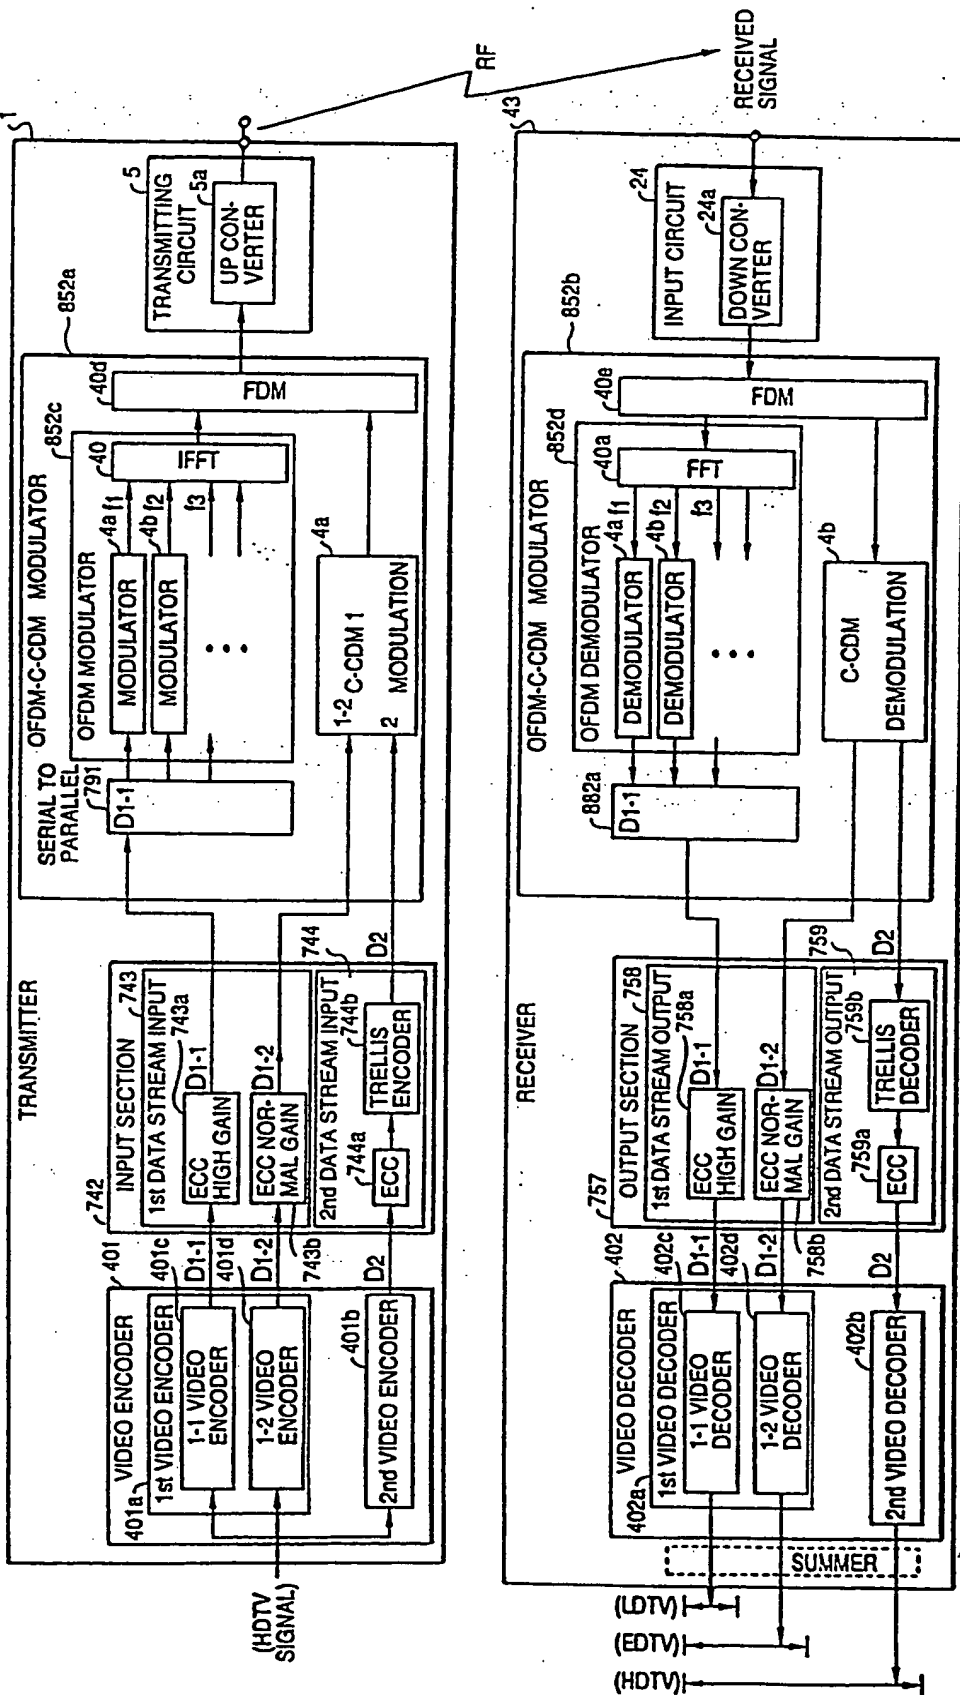 TRANSMITTER
1
(HDTV
SIGNAL)
VIDEO ENCODER
401
401a
1st VIDEO ENCODER
401c
1-1 VIDEO
ENCODER
D1-1
401d
1-2 VIDEO
ENCODER
D1-2
2nd VIDEO ENCODER
401b
D2
742
INPUT SECTION
743
1st DATA STREAM INPUT
743a
ECC
HIGH GAIN
D1-1
ECC NOR-
MAL GAIN
D1-2
743b
744
2nd DATA STREAM INPUT
744a
ECC
744b
TRELLIS
ENCODER
D2
852a
OFDM-C-CDM MODULATOR
SERIAL TO
PARALLEL
791
D1-1
852c
OFDM MODULATOR
MODULATOR
4a
f1
MODULATOR
4b
f2
f3
40
IFFT
40d
FDM
4a
1-2 C-CDM 1
2 MODULATION
5
TRANSMITTING
CIRCUIT
5a
UP CON-
VERTER
RF
RECEIVED
SIGNAL
RECEIVER
43
24
INPUT CIRCUIT
24a
DOWN CON-
VERTER
852b
OFDM-C-CDM MODULATOR
40e
FDM
852d
OFDM DEMODULATOR
40a
FFT
DEMODULATOR
4a
f1
DEMODULATOR
4b
f2
f3
882a
D1-1
4b
C-CDM
DEMODULATION
757
OUTPUT SECTION
758
1st DATA STREAM OUTPUT
758a
ECC
HIGH GAIN
D1-1
ECC NOR-
MAL GAIN
D1-2
758b
759
2nd DATA STREAM OUTPUT
759a
ECC
759b
TRELLIS
DECODER
D2
VIDEO DECODER
402
402a
1st VIDEO DECODER
402c
1-1 VIDEO
DECODER
D1-1
402d
1-2 VIDEO
DECODER
D1-2
2nd VIDEO DECODER
402b
D2
SUMMER
(LDTV)
(EDTV)
(HDTV)